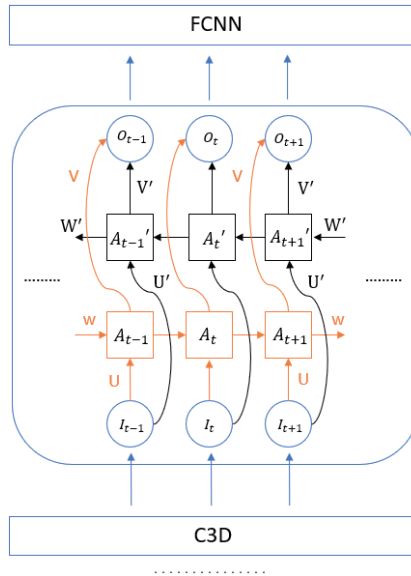 FCNN
O_{t-1} O_t O_{t+1}
V V' V V'
W' A_{t-1}' A_t' A_{t+1}' W'
......... U' U' .........
w A_{t-1} A_t A_{t+1} w
U U
I_{t-1} I_t I_{t+1}
C3D
...............